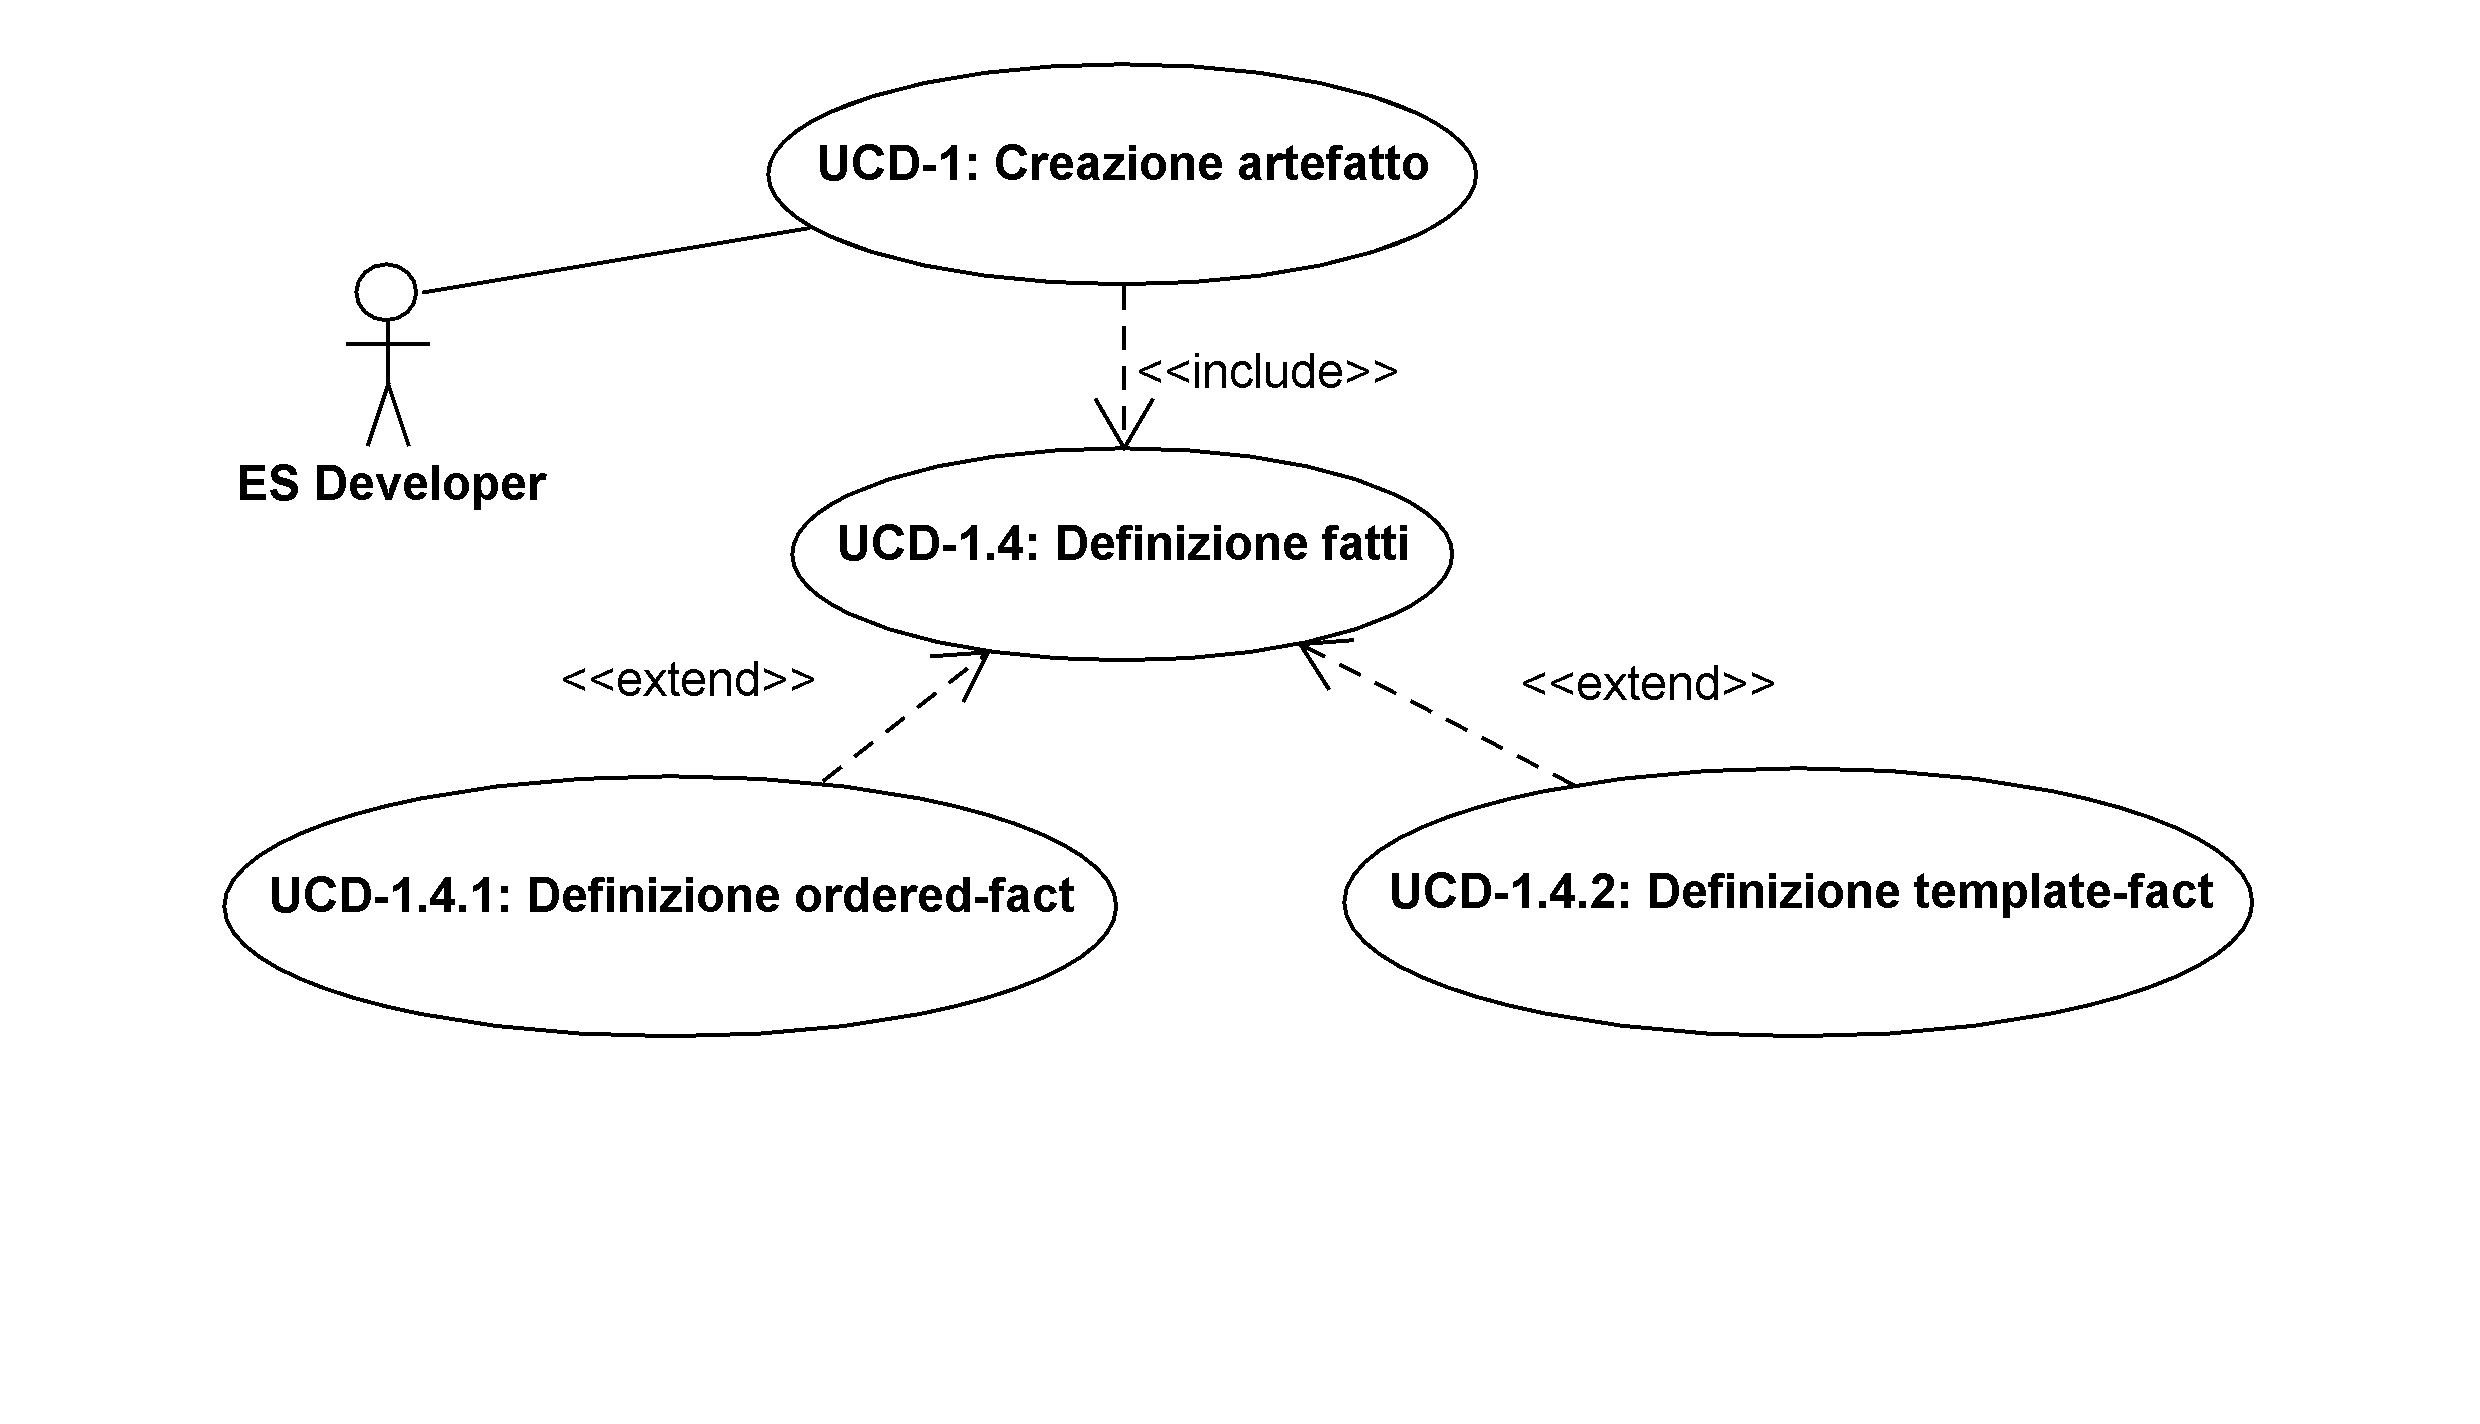 UCD-1: Creazione artefatto
<<include>>
ES Developer
UCD-1.4: Definizione fatti
<<extend>>
<<extend>>
UCD-1.4.1: Definizione ordered-fact
UCD-1.4.2: Definizione template-fact